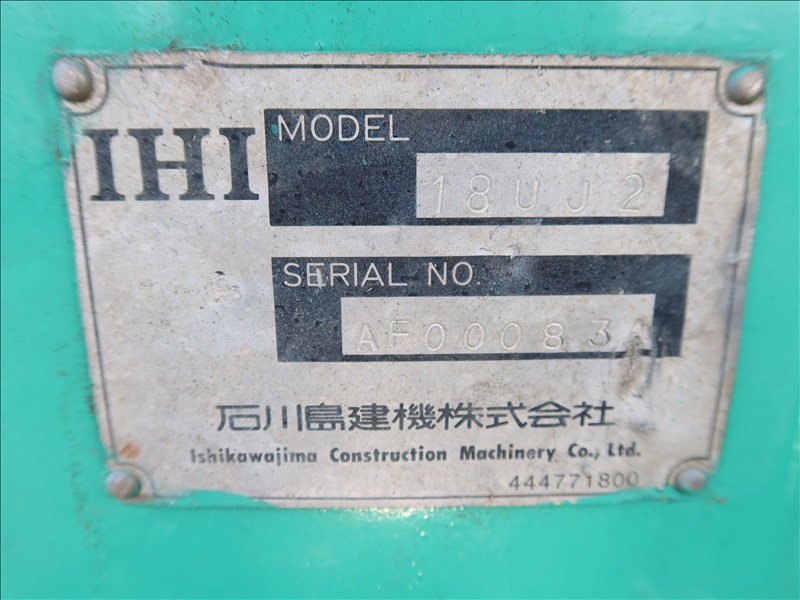 IHI
MODEL
18UJ2
SERIAL NO.
AF00083
石川島建機株式会社
Ishikawajima Construction Machinery Co., Ltd.
444771800